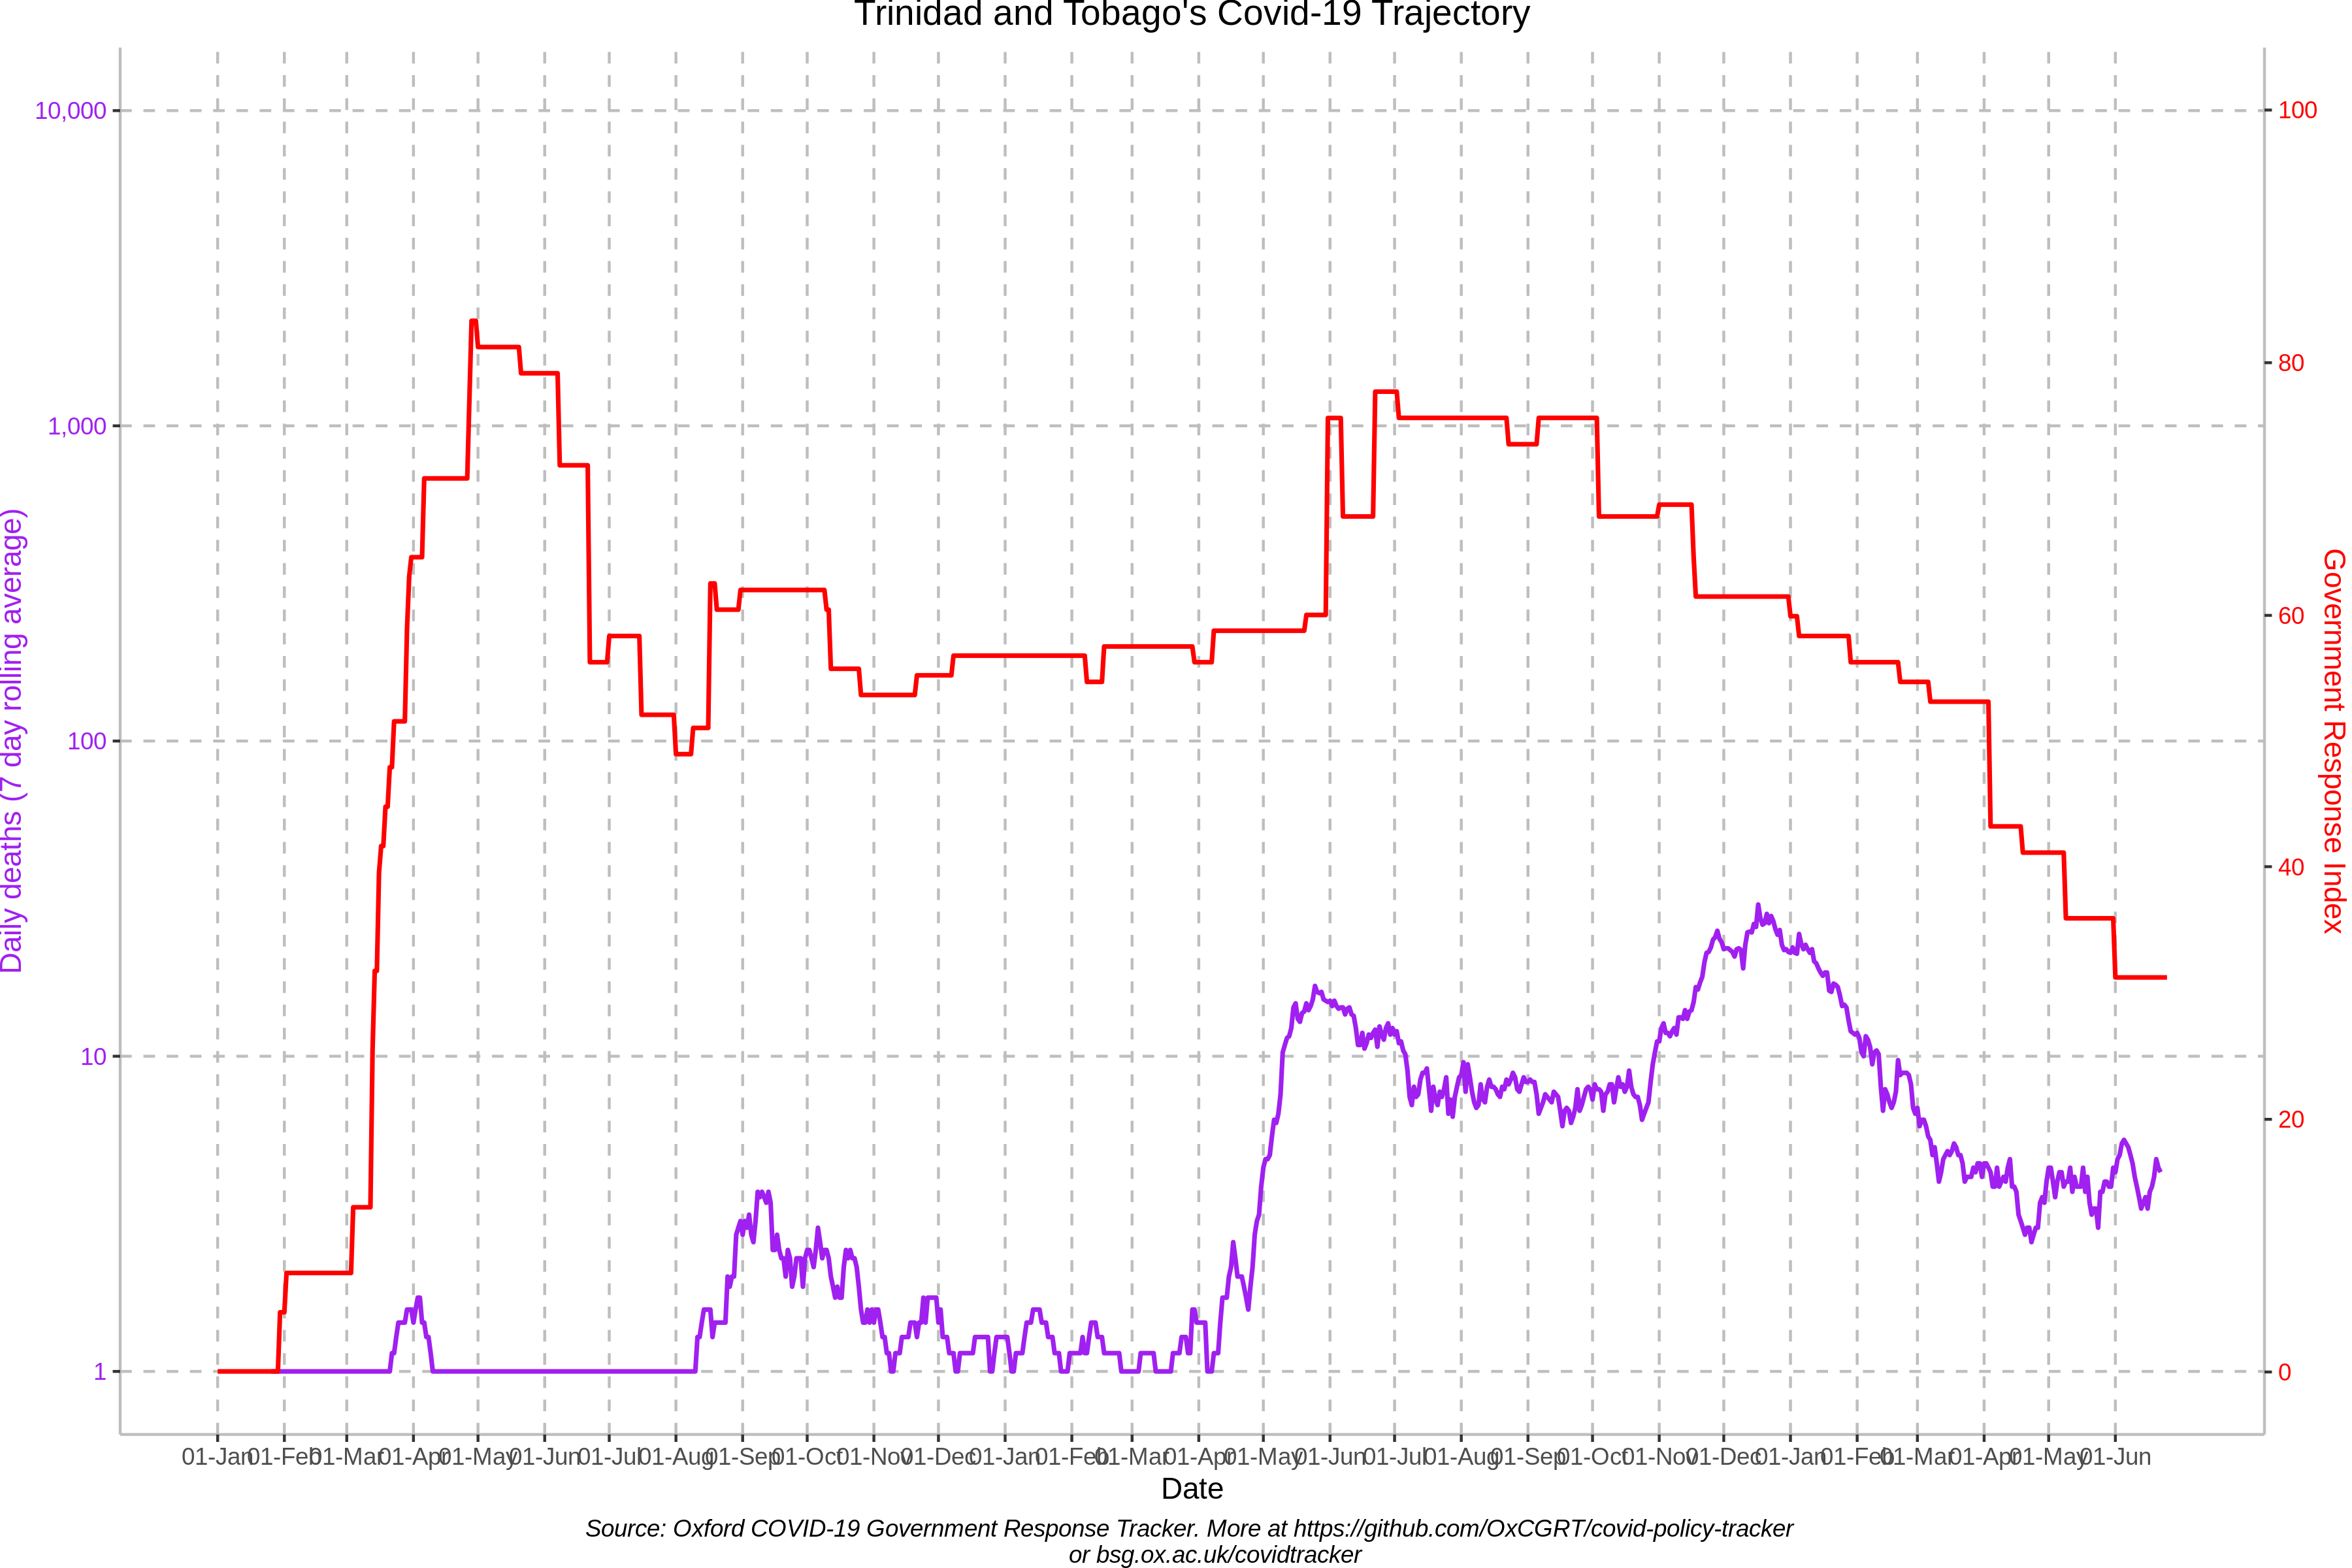 Trinidad and Tobago's Covid-19 Trajectory
Daily deaths (7 day rolling average)
10,000
1,000
100
10
1
Government Response Index
100
80
60
40
20
0
01-Jan 01-Feb 01-Mar 01-Apr 01-May 01-Jun 01-Jul 01-Aug 01-Sep 01-Oct 01-Nov 01-Dec 01-Jan 01-Feb 01-Mar 01-Apr 01-May 01-Jun 01-Jul 01-Aug 01-Sep 01-Oct 01-Nov 01-Dec 01-Jan 01-Feb 01-Mar 01-Apr 01-May 01-Jun
Date
Source: Oxford COVID-19 Government Response Tracker. More at https://github.com/OxCGRT/covid-policy-tracker
or bsg.ox.ac.uk/covidtracker